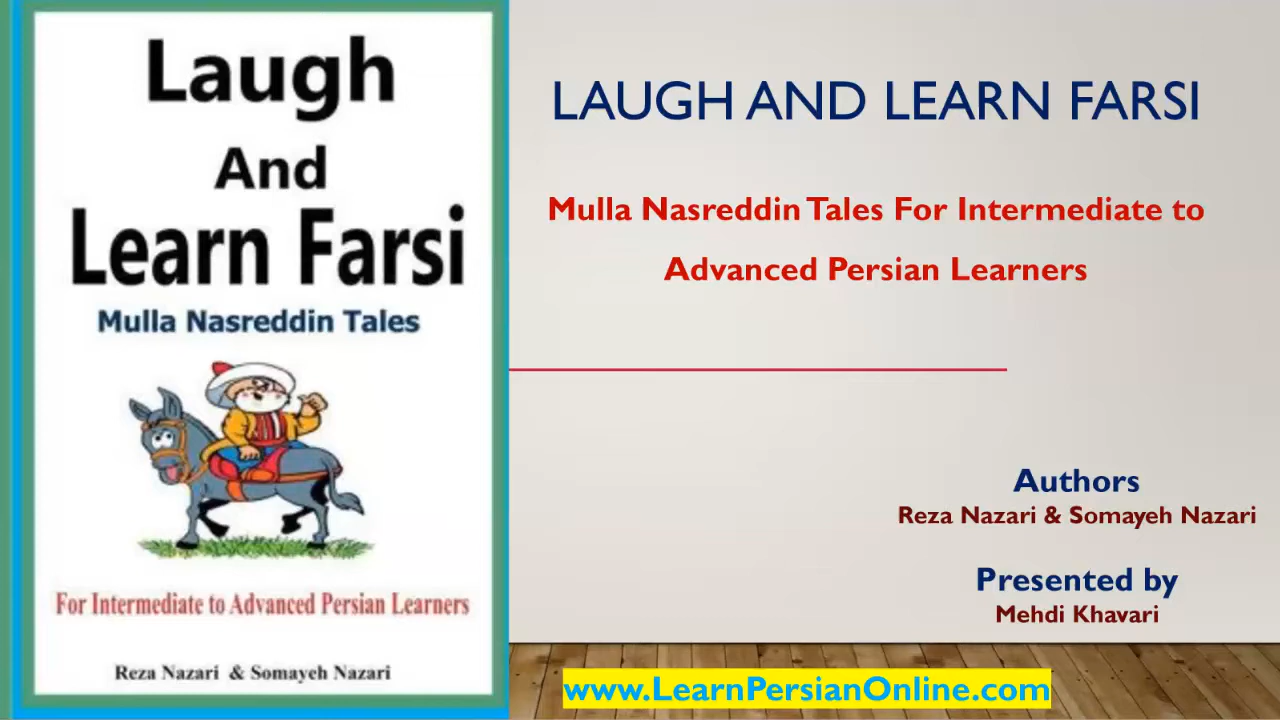 Laugh
And
Learn Farsi
Mulla Nasreddin Tales
For Intermediate to Advanced Persian Learners
Reza Nazari & Somayeh Nazari
LAUGH AND LEARN FARSI
Mulla Nasreddin Tales For Intermediate to
Advanced Persian Learners
Authors
Reza Nazari & Somayeh Nazari
Presented by
Mehdi Khavari
www.LearnPersianOnline.com